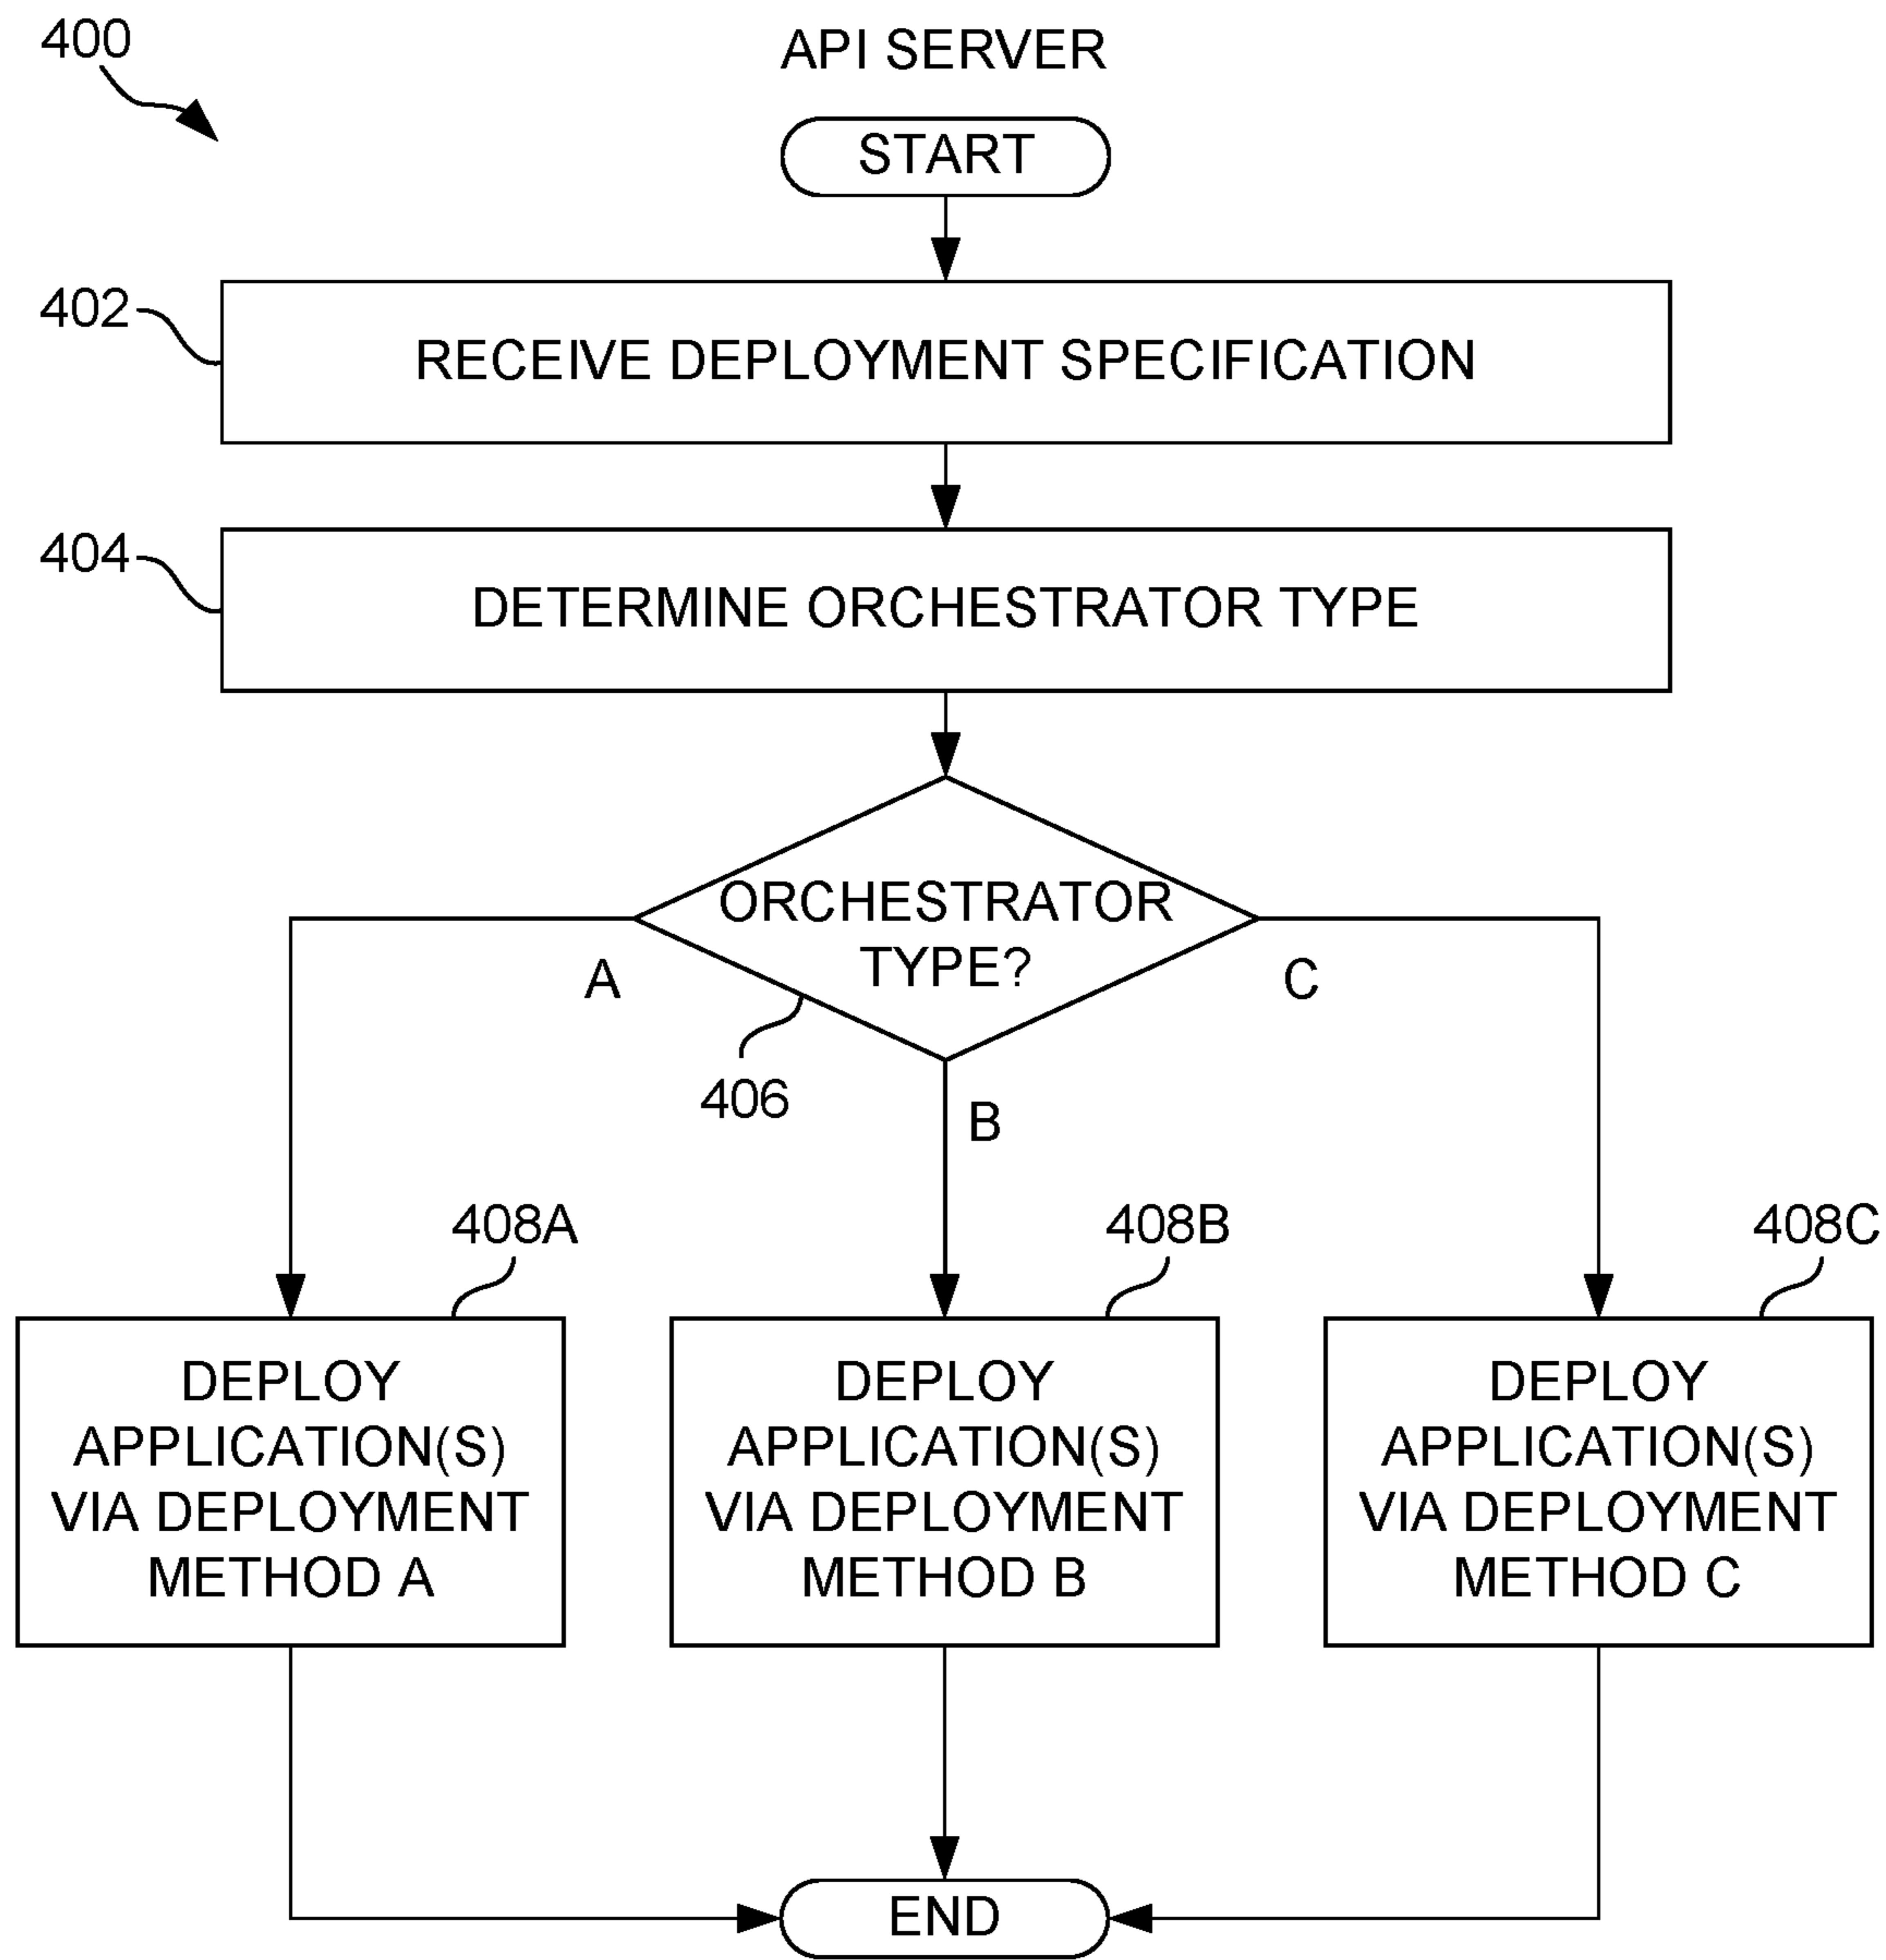 400
API SERVER
START
402
RECEIVE DEPLOYMENT SPECIFICATION
404
DETERMINE ORCHESTRATOR TYPE
ORCHESTRATOR
TYPE?
A
C
406
B
408A
408B
408C
DEPLOY
APPLICATION(S)
VIA DEPLOYMENT
METHOD A
DEPLOY
APPLICATION(S)
VIA DEPLOYMENT
METHOD B
DEPLOY
APPLICATION(S)
VIA DEPLOYMENT
METHOD C
END